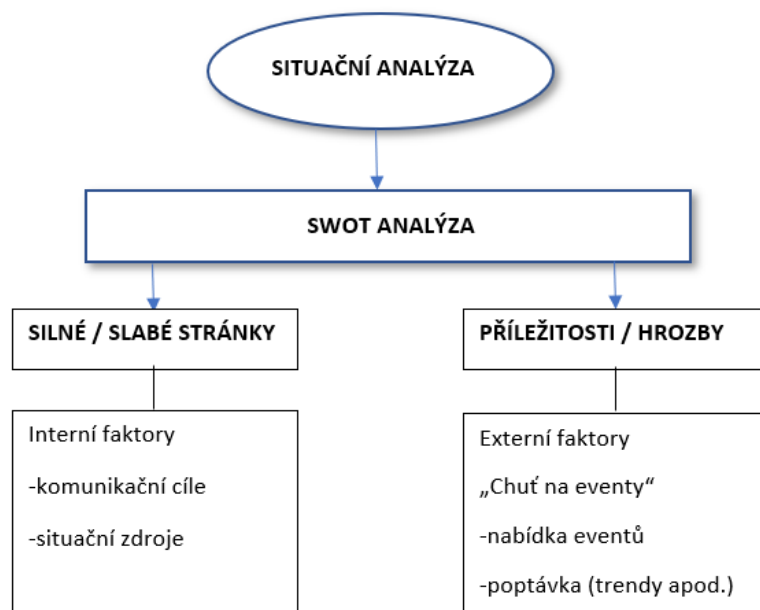 SITUAČNÍ ANALÝZA
SWOT ANALÝZA
SILNÉ / SLABÉ STRÁNKY
Interní faktory
-komunikační cíle
-situační zdroje
PŘÍLEŽITOSTI / HROZBY
Externí faktory
„Chuť na eventy“
-nabídka eventů
-poptávka (trendy apod.)